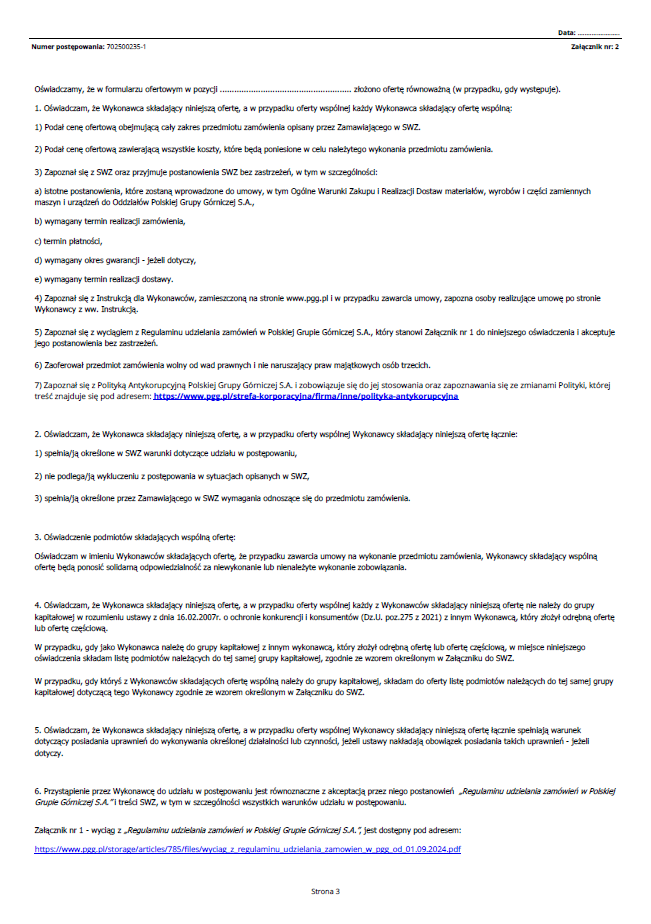 Data: .....................
Numer postępowania: 702500235-1 Załącznik nr: 2
Oświadczamy, że w formularzu ofertowym w pozycji ........................................................ złożono ofertę równoważną (w przypadku, gdy występuje).
1. Oświadczam, że Wykonawca składający niniejszą ofertę, a w przypadku oferty wspólnej każdy Wykonawca składający ofertę wspólną:
1) Podał cenę ofertową obejmującą cały zakres przedmiotu zamówienia opisany przez Zamawiającego w SWZ.
2) Podał cenę ofertową zawierającą wszystkie koszty, które będą poniesione w celu należytego wykonania przedmiotu zamówienia.
3) Zapoznał się z SWZ oraz przyjmuje postanowienia SWZ bez zastrzeżeń, w tym w szczególności:
a) istotne postanowienia, które zostaną wprowadzone do umowy, w tym Ogólne Warunki Zakupu i Realizacji Dostaw materiałów, wyrobów i części zamiennych
maszyn i urządzeń do Oddziałów Polskiej Grupy Górniczej S.A.,
b) wymagany termin realizacji zamówienia,
c) termin płatności,
d) wymagany okres gwarancji - jeżeli dotyczy,
e) wymagany termin realizacji dostawy.
4) Zapoznał się z Instrukcją dla Wykonawców, zamieszczoną na stronie www.pgg.pl i w przypadku zawarcia umowy, zapozna osoby realizujące umowę po stronie
Wykonawcy z ww. Instrukcją.
5) Zapoznał się z wyciągiem z Regulaminu udzielania zamówień w Polskiej Grupie Górniczej S.A., który stanowi Załącznik nr 1 do niniejszego oświadczenia i akceptuje
jego postanowienia bez zastrzeżeń.
6) Zaoferował przedmiot zamówienia wolny od wad prawnych i nie naruszający praw majątkowych osób trzecich.
7) Zapoznał się z Polityką Antykorupcyjną Polskiej Grupy Górniczej S.A. i zobowiązuje się do jej stosowania oraz zapoznawania się ze zmianami Polityki, której
treść znajduje się pod adresem: https://www.pgg.pl/strefa-korporacyjna/firma/inne/polityka-antykorupcyjna
2. Oświadczam, że Wykonawca składający niniejszą ofertę, a w przypadku oferty wspólnej Wykonawcy składający niniejszą ofertę łącznie:
1) spełnia/ją określone w SWZ warunki dotyczące udziału w postępowaniu,
2) nie podlega/ją wykluczeniu z postępowania w sytuacjach opisanych w SWZ,
3) spełnia/ją określone przez Zamawiającego w SWZ wymagania odnoszące się do przedmiotu zamówienia.
3. Oświadczenie podmiotów składających wspólną ofertę:
Oświadczam w imieniu Wykonawców składających ofertę, że przypadku zawarcia umowy na wykonanie przedmiotu zamówienia, Wykonawcy składający wspólną
ofertę będą ponosić solidarną odpowiedzialność za niewykonanie lub nienależyte wykonanie zobowiązania.
4. Oświadczam, że Wykonawca składający niniejszą ofertę, a w przypadku oferty wspólnej każdy z Wykonawców składający niniejszą ofertę nie należy do grupy
kapitałowej w rozumieniu ustawy z dnia 16.02.2007r. o ochronie konkurencji i konsumentów (Dz.U. poz.275 z 2021) z innym Wykonawcą, który złożył odrębną ofertę
lub ofertę częściową.
W przypadku, gdy jako Wykonawca należę do grupy kapitałowej z innym wykonawcą, który złożył odrębną ofertę lub ofertę częściową, w miejsce niniejszego
oświadczenia składam listę podmiotów należących do tej samej grupy kapitałowej, zgodnie ze wzorem określonym w Załączniku do SWZ.
W przypadku, gdy któryś z Wykonawców składających ofertę wspólną należy do grupy kapitałowej, składam do oferty listę podmiotów należących do tej samej grupy
kapitałowej dotyczącą tego Wykonawcy zgodnie ze wzorem określonym w Załączniku do SWZ.
5. Oświadczam, że Wykonawca składający niniejszą ofertę, a w przypadku oferty wspólnej Wykonawcy składający niniejszą ofertę łącznie spełniają warunek
dotyczący posiadania uprawnień do wykonywania określonej działalności lub czynności, jeżeli ustawy nakładają obowiązek posiadania takich uprawnień - jeżeli
dotyczy.
6. Przystąpienie przez Wykonawcę do udziału w postępowaniu jest równoznaczne z akceptacją przez niego postanowień „Regulaminu udzielania zamówień w Polskiej
Grupie Górniczej S.A.” i treści SWZ, w tym w szczególności wszystkich warunków udziału w postępowaniu.
Załącznik nr 1 - wyciąg z „Regulaminu udzielania zamówień w Polskiej Grupie Górniczej S.A.”, jest dostępny pod adresem:
https://www.pgg.pl/storage/articles/785/files/wyciag_z_regulaminu_udzielania_zamowien_w_pgg_od_01.09.2024.pdf
Strona 3